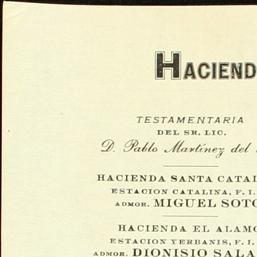 HACIEND
TESTAMENTARIA
DEL SR. LIC.
D. Pablo Martínez del
HACIENDA SANTA CATAL
ESTACION CATALINA, F. I.
ADMOR. MIGUEL SOTO
HACIENDA EL ALAMO
ESTACION YERBANIS, F. I.
ADMOR. DIONISIO SALA